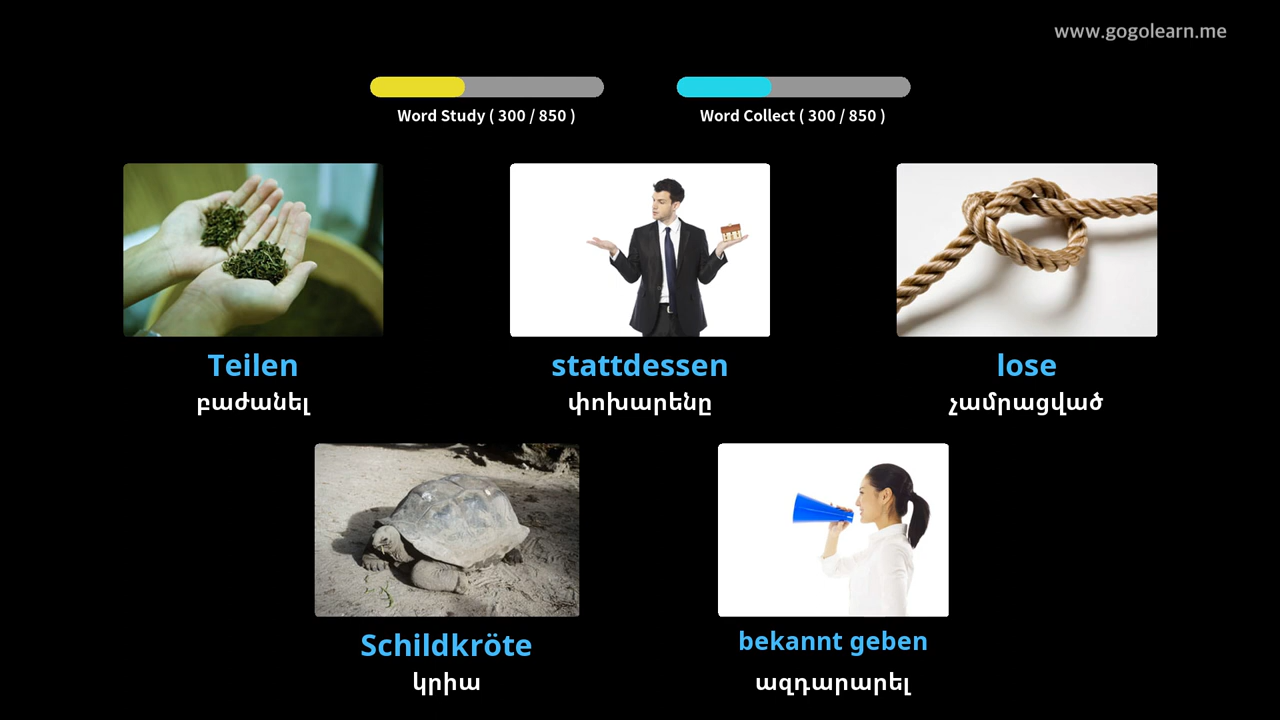 www.gogolearn.me
Word Study ( 300 / 850 )
Word Collect ( 300 / 850 )
Teilen
բաժանել
stattdessen
փոխարենը
lose
չամրացված
Schildkröte
կրիա
bekannt geben
ազդարարել